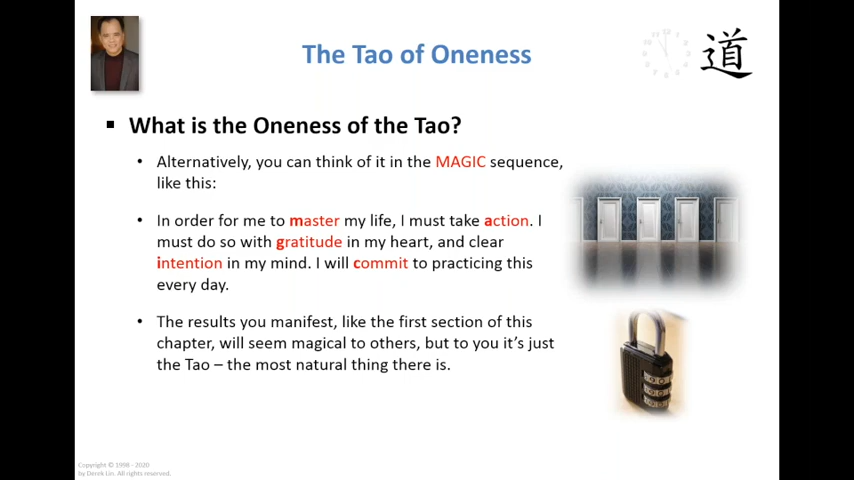 The Tao of Oneness
道
What is the Oneness of the Tao?
Alternatively, you can think of it in the MAGIC sequence,
like this:
In order for me to master my life, I must take action. I
must do so with gratitude in my heart, and clear
intention in my mind. I will commit to practicing this
every day.
The results you manifest, like the first section of this
chapter, will seem magical to others, but to you it’s just
the Tao – the most natural thing there is.
Copyright © 1998 - 2020
by Derek Lin. All rights reserved.